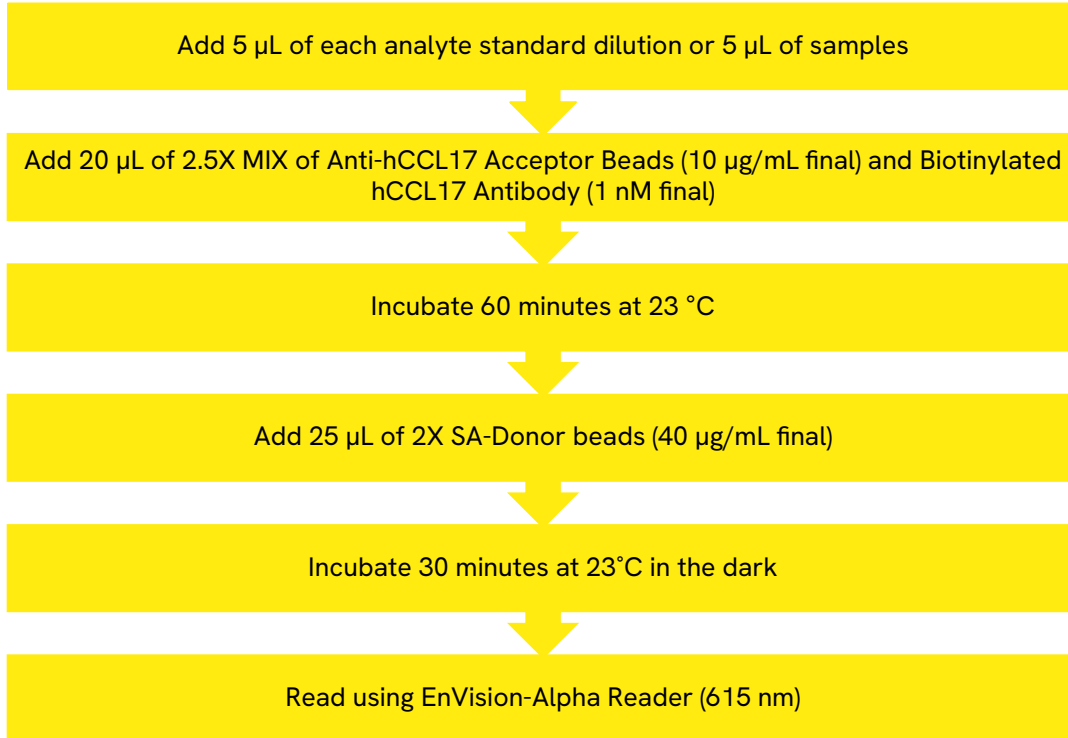 Add 5 µL of each analyte standard dilution or 5 µL of samples
Add 20 µL of 2.5X MIX of Anti-hCCL17 Acceptor Beads (10 µg/mL final) and Biotinylated
hCCL17 Antibody (1 nM final)
Incubate 60 minutes at 23 °C
Add 25 µL of 2X SA-Donor beads (40 µg/mL final)
Incubate 30 minutes at 23˚C in the dark
Read using EnVision-Alpha Reader (615 nm)